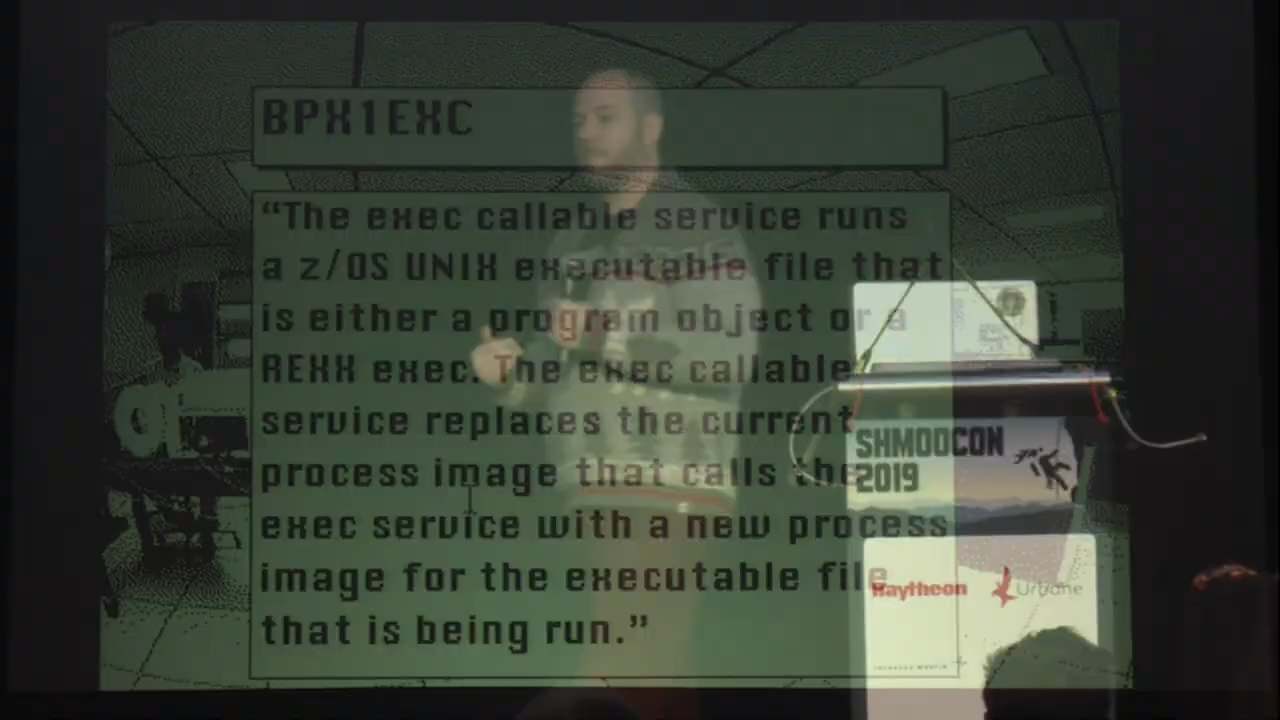 BPX1EXC
“The exec callable service runs
a z/OS UNIX executable file that
is either a program object or a
REXX exec. The exec callable
service replaces the current
process image that calls the
exec service with a new process
image for the executable file
that is being run.”
SHMOOCON
2019
Raytheon
Urbane